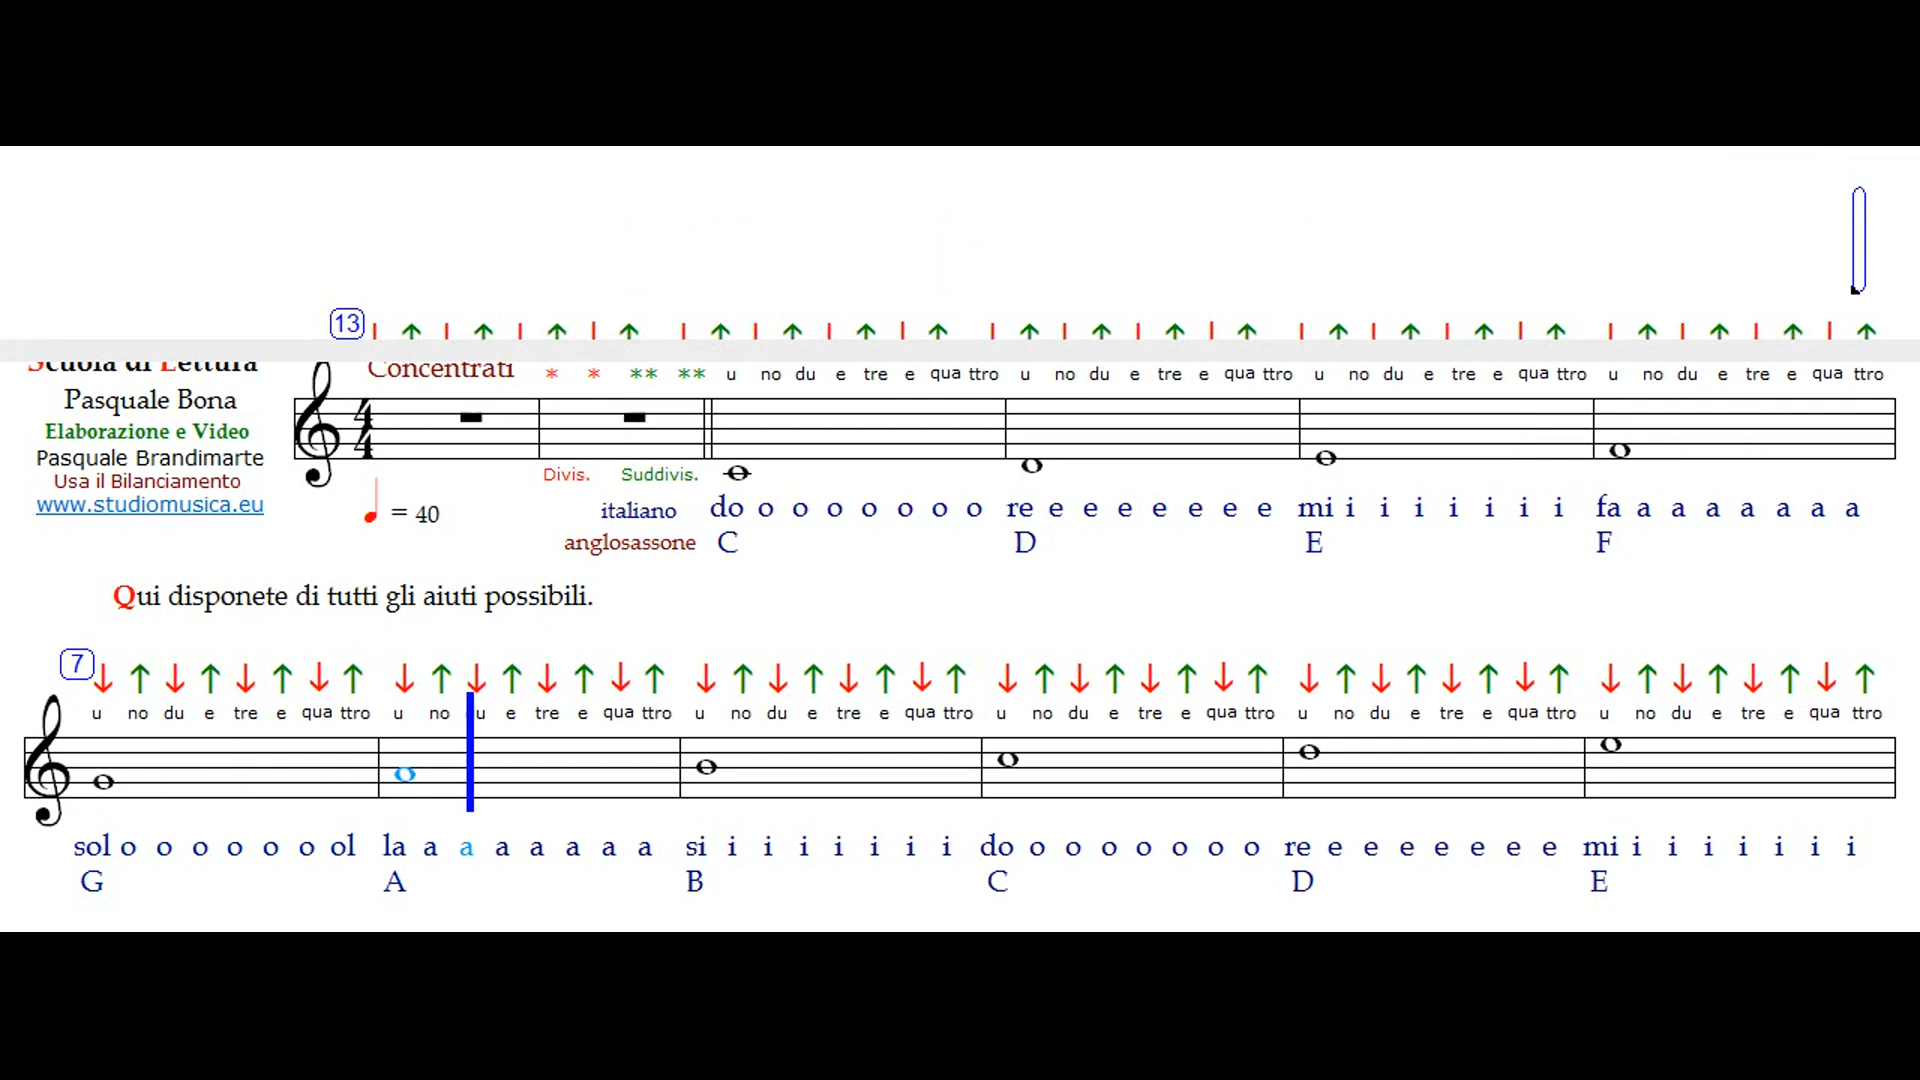 13
Scuola di Lettura
Concentrati * * ** ** u no du e tre e qua ttro u no du e tre e qua ttro u no du e tre e qua ttro u no du e tre e qua ttro
Pasquale Bona
Elaborazione e Video
Pasquale Brandimarte
Usa il Bilanciamento
www.studiomusica.eu
4
4
Divis. Suddivis.
= 40
italiano do o o o o o o o re e e e e e e e mi i i i i i i i fa a a a a a a a
anglosassone C D E F
Qui disponete di tutti gli aiuti possibili.
7
u no du e tre e qua ttro u no du e tre e qua ttro u no du e tre e qua ttro u no du e tre e qua ttro u no du e tre e qua ttro u no du e tre e qua ttro
sol o o o o o o ol la a a a a a a a si i i i i i i i do o o o o o o o re e e e e e e e mi i i i i i i i
G A B C D E